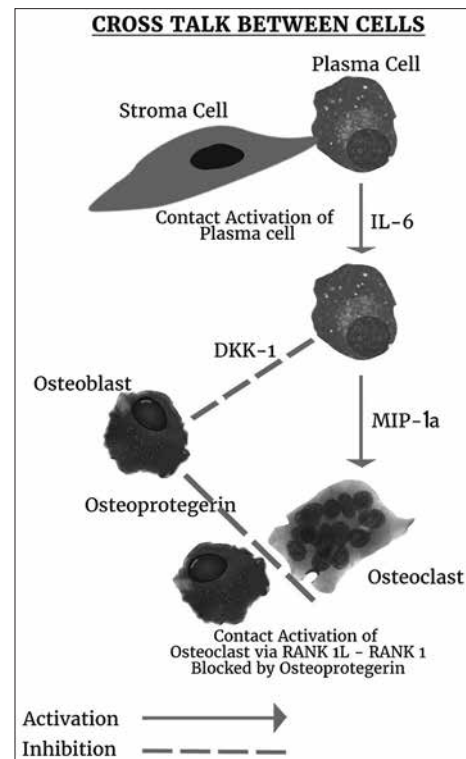 CROSS TALK BETWEEN CELLS
Plasma Cell
Stroma Cell
Contact Activation of
Plasma cell
IL-6
DKK-1
Osteoblast
MIP-1a
Osteoprotegerin
Osteoclast
Contact Activation of
Osteoclast via RANK 1L - RANK 1
Blocked by Osteoprotegerin
Activation
Inhibition